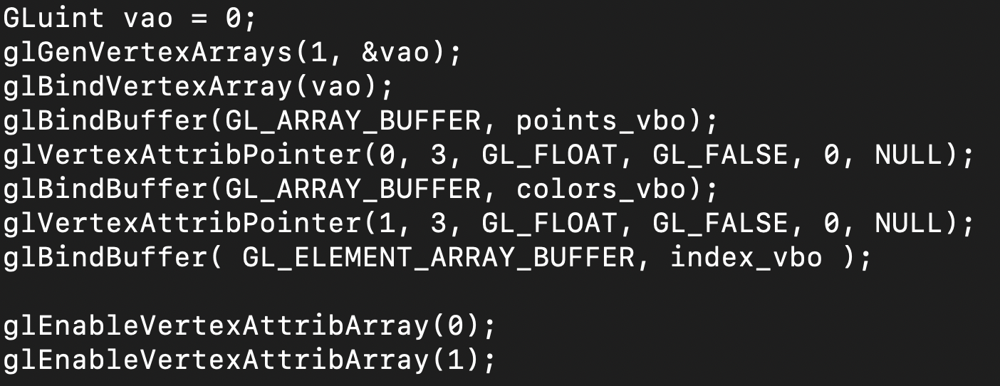 GLuint vao = 0;
glGenVertexArrays(1, &vao);
glBindVertexArray(vao);
glBindBuffer(GL_ARRAY_BUFFER, points_vbo);
glVertexAttribPointer(0, 3, GL_FLOAT, GL_FALSE, 0, NULL);
glBindBuffer(GL_ARRAY_BUFFER, colors_vbo);
glVertexAttribPointer(1, 3, GL_FLOAT, GL_FALSE, 0, NULL);
glBindBuffer( GL_ELEMENT_ARRAY_BUFFER, index_vbo );
glEnableVertexAttribArray(0);
glEnableVertexAttribArray(1);